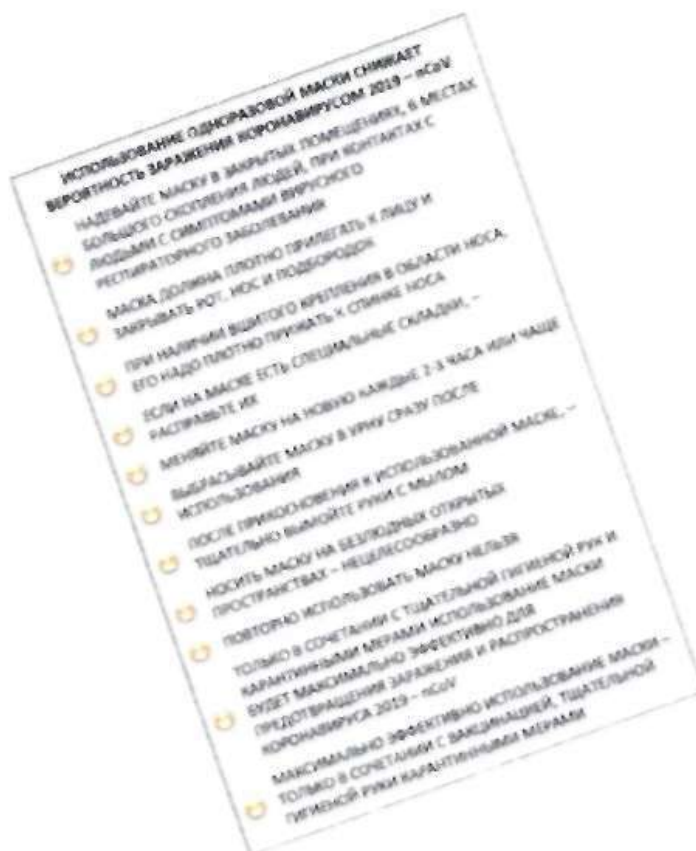 ИСПОЛЬЗОВАНИЕ ОДНОРАЗОВОЙ МАСКИ СНИЖАЕТ
ВЕРОЯТНОСТЬ ЗАРАЖЕНИЯ КОРОНАВИРУСОМ 2019 – nCoV
НАДЕВАЙТЕ МАСКУ В ЗАКРЫТЫХ ПОМЕЩЕНИЯХ, В МЕСТАХ
БОЛЬШОГО СКОПЛЕНИЯ ЛЮДЕЙ, ПРИ КОНТАКТАХ С
ЛЮДЬМИ С СИМПТОМАМИ ВИРУСНОГО
РЕСПИРАТОРНОГО ЗАБОЛЕВАНИЯ
МАСКА ДОЛЖНА ПЛОТНО ПРИЛЕГАТЬ К ЛИЦУ И
ЗАКРЫВАТЬ РОТ, НОС И ПОДБОРОДОК
ПРИ НАЛИЧИИ ВШИТОГО КРЕПЛЕНИЯ В ОБЛАСТИ НОСА,
ЕГО НАДО ПЛОТНО ПРИЖАТЬ К СПИНКЕ НОСА
ЕСЛИ НА МАСКЕ ЕСТЬ СПЕЦИАЛЬНЫЕ СКЛАДКИ, –
РАСПРАВЬТЕ ИХ
МЕНЯЙТЕ МАСКУ НА НОВУЮ КАЖДЫЕ 2-3 ЧАСА ИЛИ ЧАЩЕ
ВЫБРАСЫВАЙТЕ МАСКУ В УРНУ СРАЗУ ПОСЛЕ
ИСПОЛЬЗОВАНИЯ
ПОСЛЕ ПРИКОСНОВЕНИЯ К ИСПОЛЬЗОВАННОЙ МАСКЕ, –
ТЩАТЕЛЬНО ВЫМОЙТЕ РУКИ С МЫЛОМ
НОСИТЬ МАСКУ НА БЕЗЛЮДНЫХ ОТКРЫТЫХ
ПРОСТРАНСТВАХ – НЕЦЕЛЕСООБРАЗНО
ПОВТОРНО ИСПОЛЬЗОВАТЬ МАСКУ НЕЛЬЗЯ
ТОЛЬКО В СОЧЕТАНИИ С ТЩАТЕЛЬНОЙ ГИГИЕНОЙ РУК И
КАРАНТИННЫМИ МЕРАМИ ИСПОЛЬЗОВАНИЕ МАСКИ
БУДЕТ МАКСИМАЛЬНО ЭФФЕКТИВНО ДЛЯ
ПРЕДОТВРАЩЕНИЯ ЗАРАЖЕНИЯ И РАСПРОСТРАНЕНИЯ
КОРОНАВИРУСА 2019 – nCoV
МАКСИМАЛЬНО ЭФФЕКТИВНО ИСПОЛЬЗОВАНИЕ МАСКИ –
ТОЛЬКО В СОЧЕТАНИИ С ВАКЦИНАЦИЕЙ, ТЩАТЕЛЬНОЙ
ГИГИЕНОЙ РУКИ КАРАНТИННЫМИ МЕРАМИ